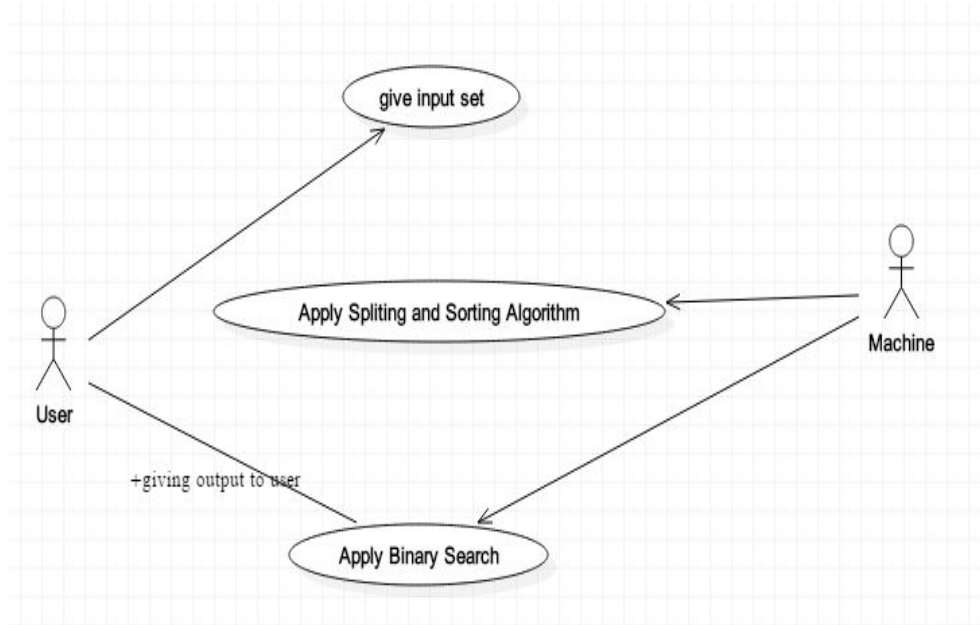 give input set
Apply Spliting and Sorting Algorithm
Machine
User
+giving output to user
Apply Binary Search